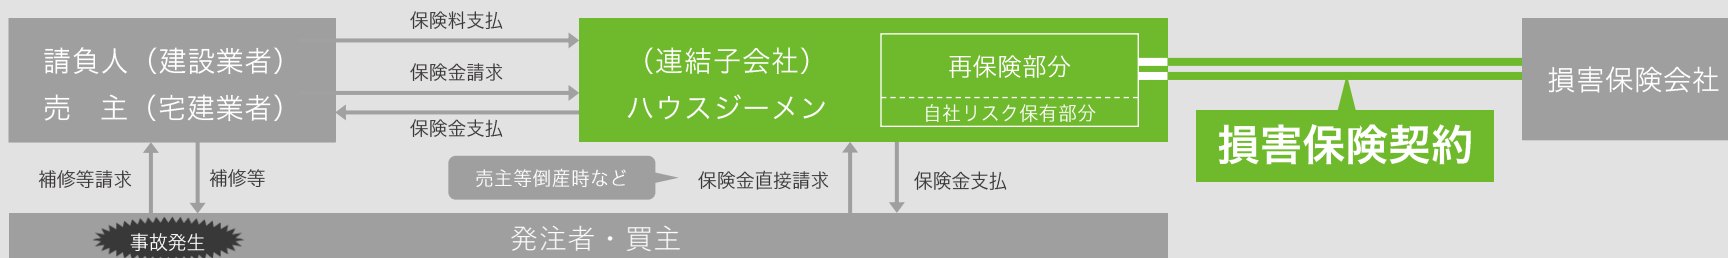 請負人（建設業者）
売　主（宅建業者）
保険料支払
保険金請求
保険金支払
（連結子会社）
ハウスジーメン
再保険部分
自社リスク保有部分
損害保険契約
損害保険会社
補修等請求
補修等
売主等倒産時など
保険金直接請求
保険金支払
事故発生
発注者・買主